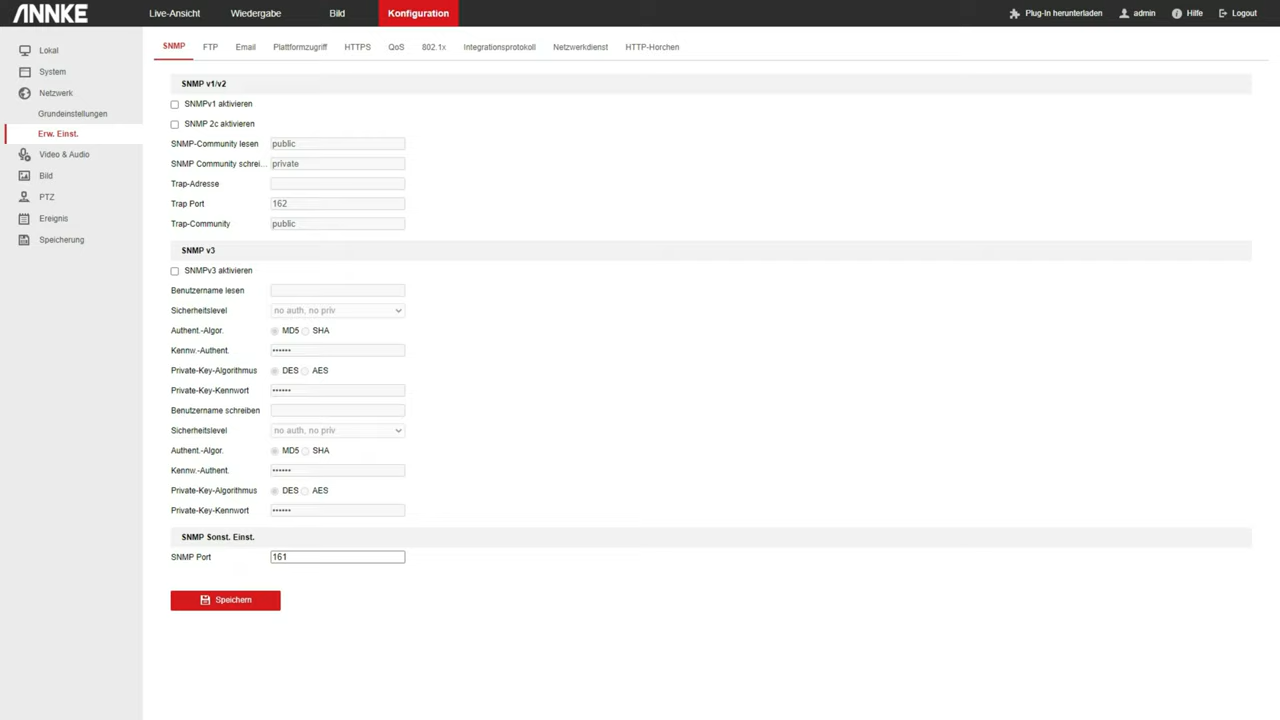 ANNKE
Live-Ansicht Wiedergabe Bild Konfiguration Plug-In herunterladen admin Hilfe Logout
Lokal
System
Netzwerk
Grundeinstellungen
Erw. Einst.
Video & Audio
Bild
PTZ
Ereignis
Speicherung
SNMP FTP Email Plattformzugriff HTTPS QoS 802.1x Integrationsprotokoll Netzwerkdienst HTTP-Horchen
SNMP v1/v2
SNMPv1 aktivieren
SNMP 2c aktivieren
SNMP-Community lesen public
SNMP Community schrei... private
Trap-Adresse
Trap Port 162
Trap-Community public
SNMP v3
SNMPv3 aktivieren
Benutzername lesen
Sicherheitslevel no auth, no priv
Authent.-Algor. MD5 SHA
Kennw.-Authent. ••••••
Private-Key-Algorithmus DES AES
Private-Key-Kennwort ••••••
Benutzername schreiben
Sicherheitslevel no auth, no priv
Authent.-Algor. MD5 SHA
Kennw.-Authent. ••••••
Private-Key-Algorithmus DES AES
Private-Key-Kennwort ••••••
SNMP Sonst. Einst.
SNMP Port 161
Speichern